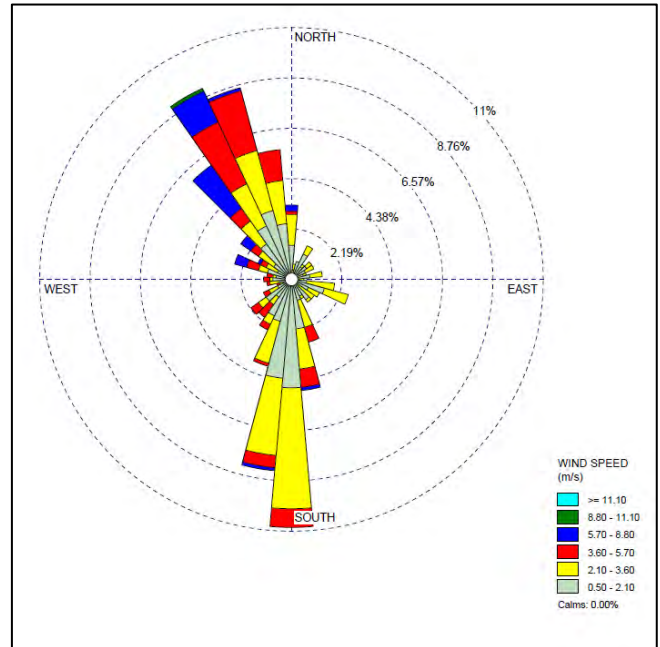 NORTH
11%
8.76%
6.57%
4.38%
2.19%
WEST
EAST
SOUTH
WIND SPEED
(m/s)
>= 11.10
8.80 - 11.10
5.70 - 8.80
3.60 - 5.70
2.10 - 3.60
0.50 - 2.10
Calms: 0.00%